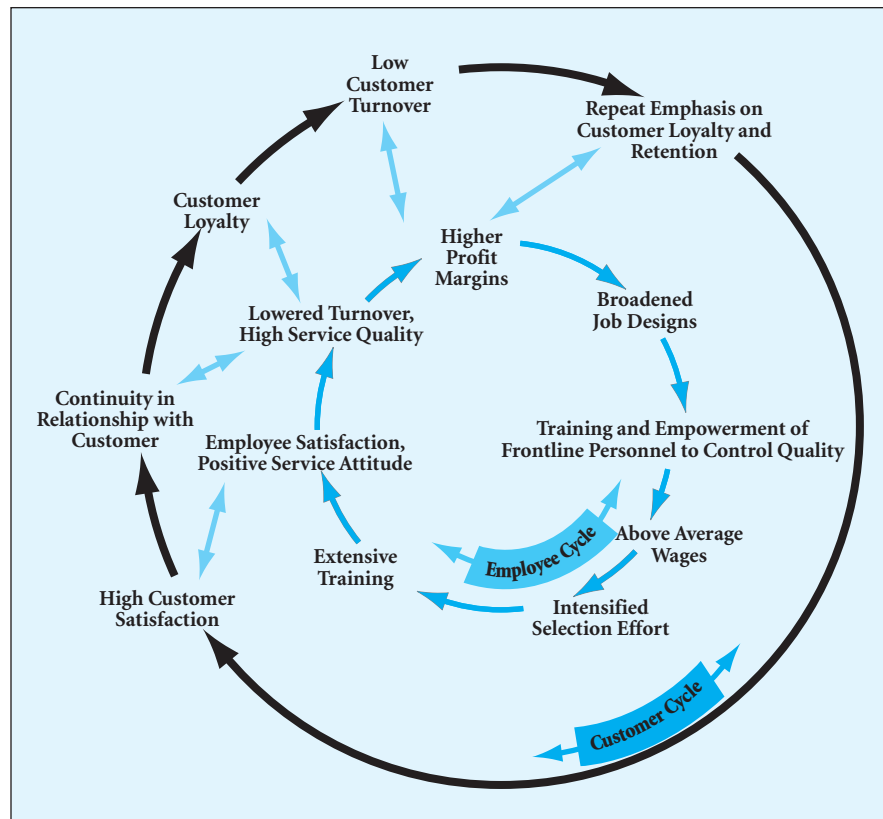 Low
Customer
Turnover
Repeat Emphasis on
Customer Loyalty and
Retention
Customer
Loyalty
Higher
Profit
Margins
Broadened
Job Designs
Lowered Turnover,
High Service Quality
Continuity in
Relationship with
Customer
Employee Satisfaction,
Positive Service Attitude
Training and Empowerment of
Frontline Personnel to Control Quality
Above Average
Wages
Employee Cycle
Extensive
Training
Intensified
Selection Effort
High Customer
Satisfaction
Customer Cycle